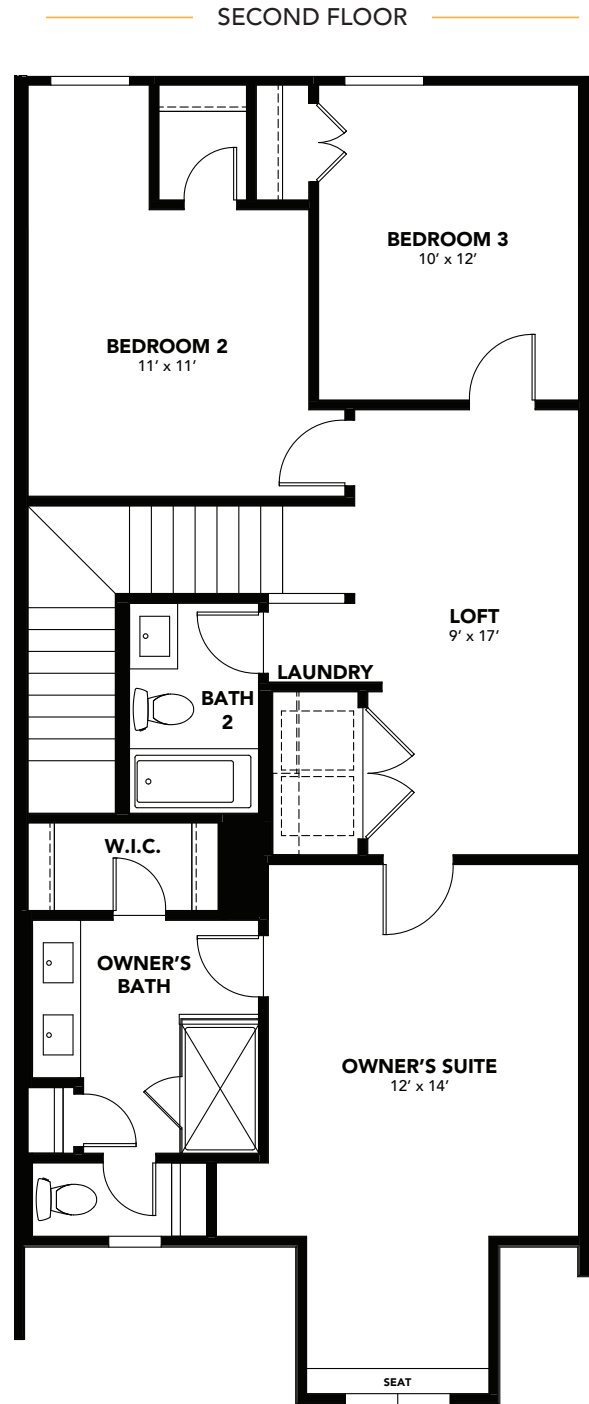 SECOND FLOOR
BEDROOM 3
10’ x 12’
BEDROOM 2
11’ x 11’
LOFT
9’ x 17’
LAUNDRY
BATH
2
W.I.C.
OWNER’S
BATH
OWNER’S SUITE
12’ x 14’
SEAT